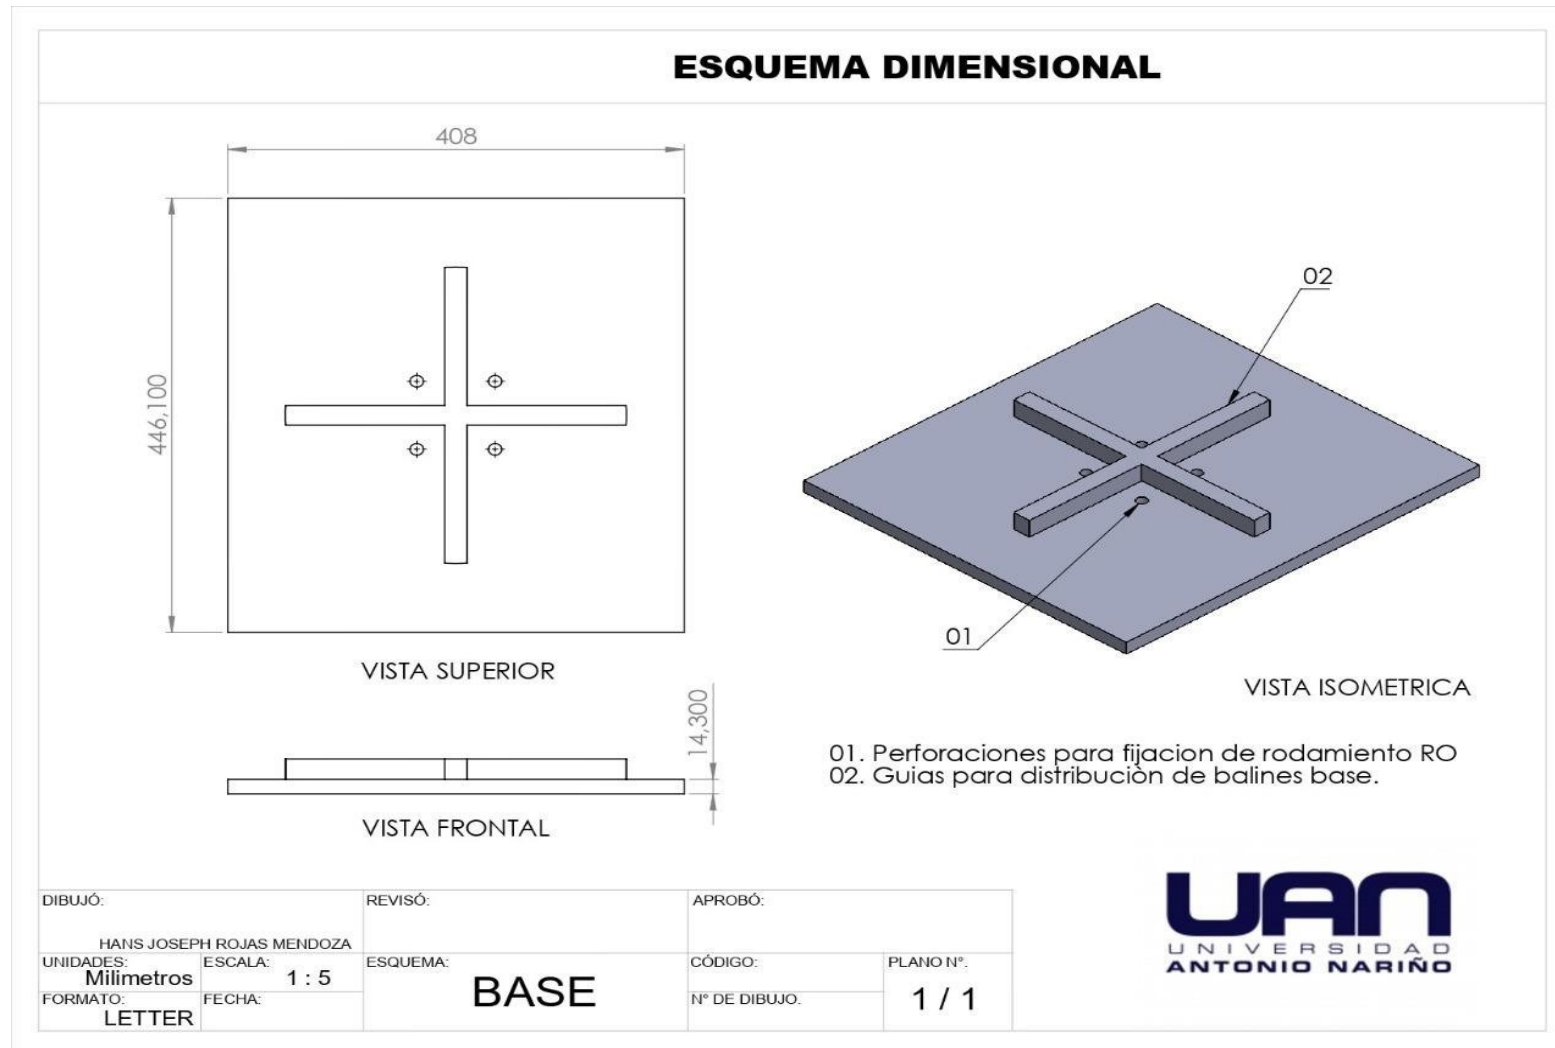 ESQUEMA DIMENSIONAL
408
446,100
VISTA SUPERIOR
14,300
VISTA FRONTAL
02
01
VISTA ISOMETRICA
01. Perforaciones para fijaciòn de rodamiento RO
02. Guias para distribuciòn de balines base.
DIBUJÓ:
HANS JOSEPH ROJAS MENDOZA
REVISÓ:
APROBÓ:
UNIDADES:
Milimetros
ESCALA:
1 : 5
ESQUEMA:
BASE
CÓDIGO:
PLANO N°.
1 / 1
FORMATO:
LETTER
FECHA:
N° DE DIBUJO.
UAN
UNIVERSIDAD
ANTONIO NARIÑO